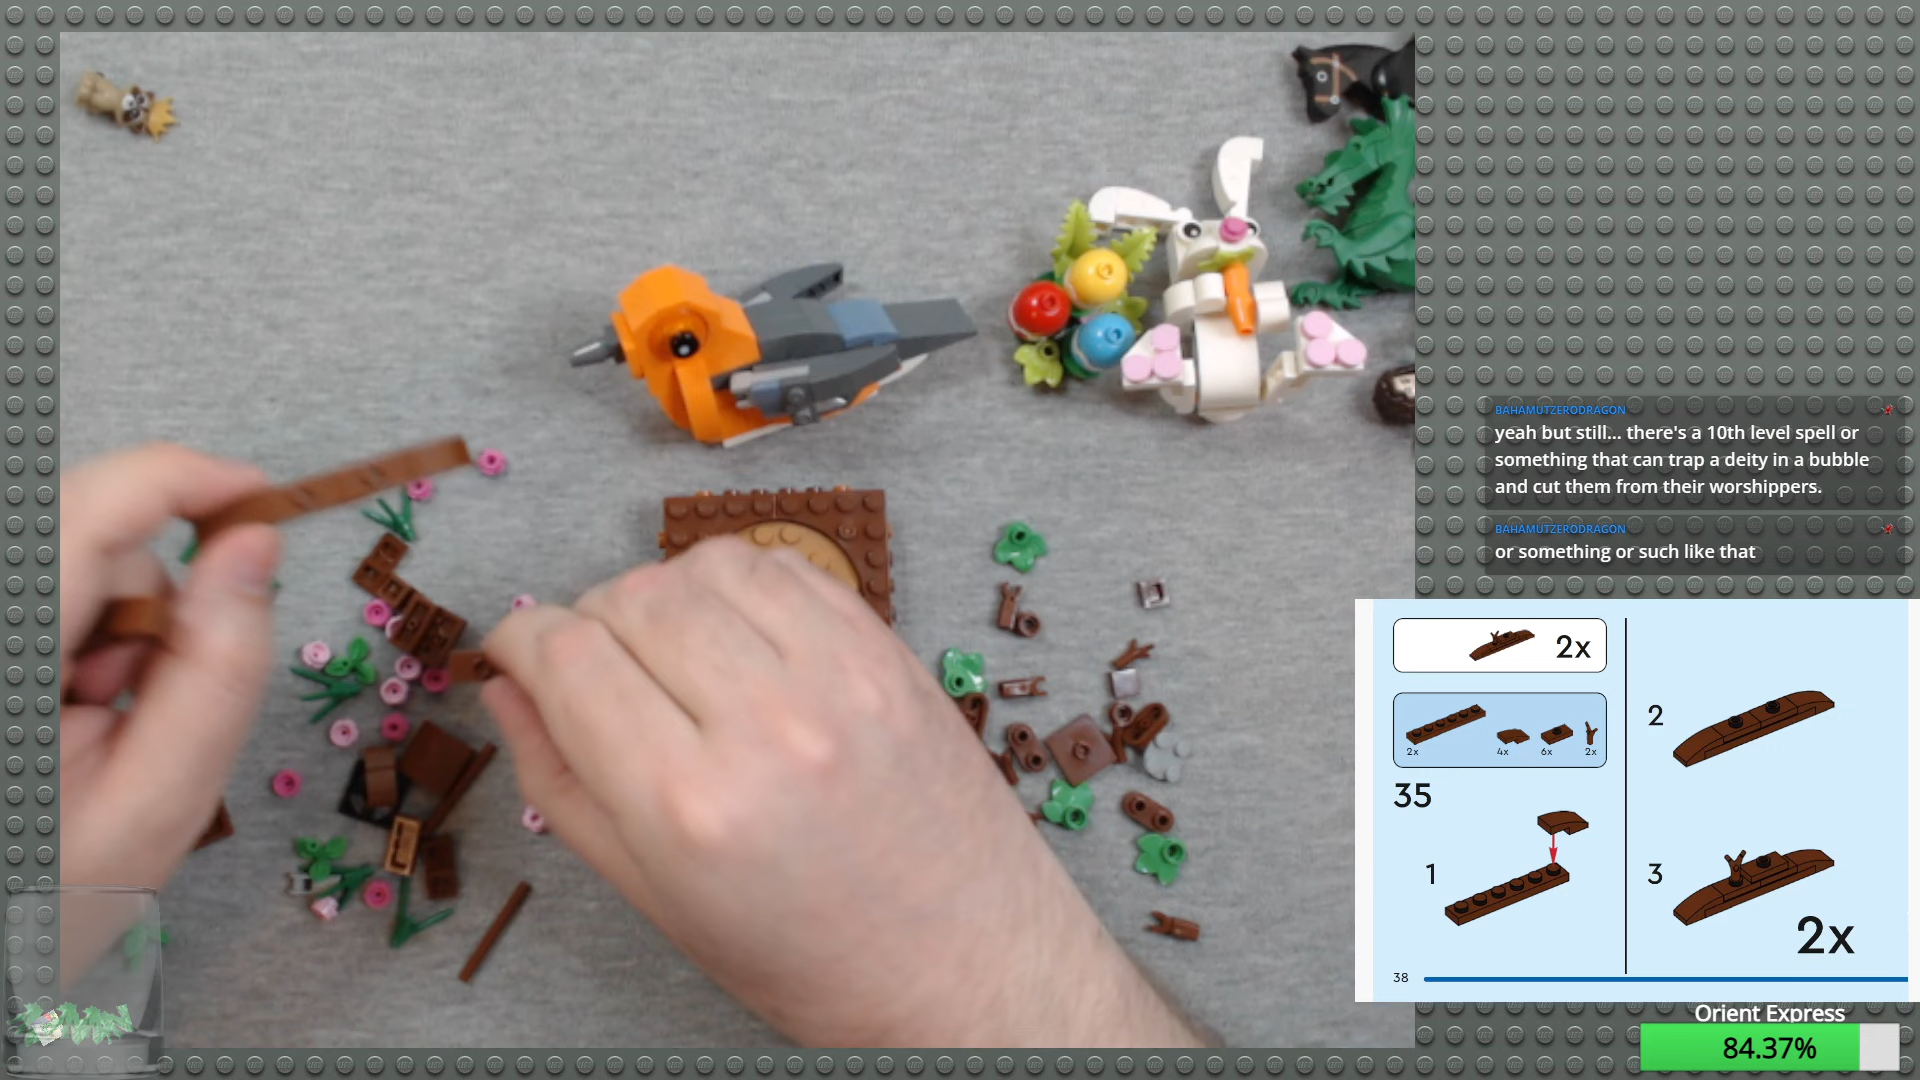 BAHAMUTZERODRAGON
yeah but still... there's a 10th level spell or
something that can trap a deity in a bubble
and cut them from their worshippers.
BAHAMUTZERODRAGON
or something or such like that
2x
2x 4x 6x 2x
35
1
2
3
2x
38
Orient Express
84.37%